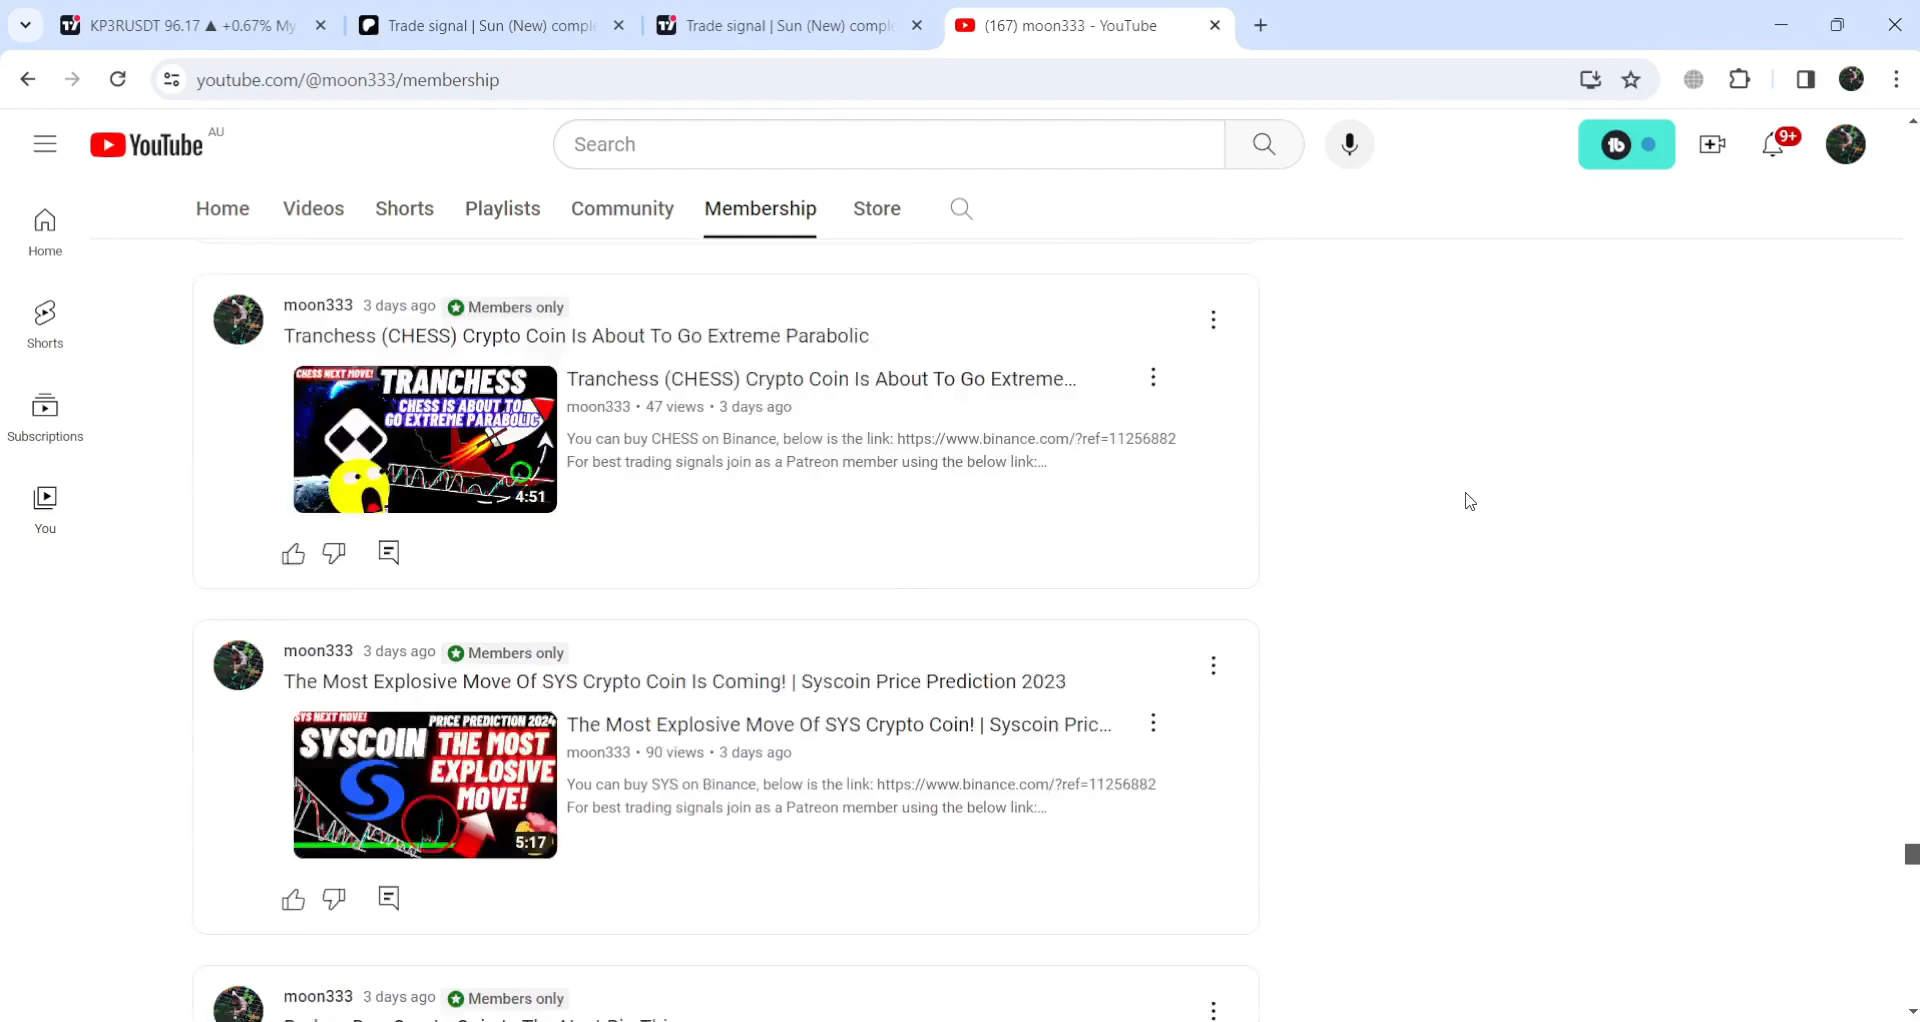 KP3RUSDT 96.17 ▲ +0.67% My
Trade signal | Sun (New) comple
Trade signal | Sun (New) comple
(167) moon333 - YouTube
youtube.com/@moon333/membership
YouTube AU
Search
9+
Home Videos Shorts Playlists Community Membership Store
Home
Shorts
Subscriptions
You
moon333 3 days ago Members only
Tranchess (CHESS) Crypto Coin Is About To Go Extreme Parabolic
CHESS NEXT MOVE!
TRANCHESS
CHESS IS ABOUT TO
GO EXTREME PARABOLIC
4:51
Tranchess (CHESS) Crypto Coin Is About To Go Extreme...
moon333 • 47 views • 3 days ago
You can buy CHESS on Binance, below is the link: https://www.binance.com/?ref=11256882
For best trading signals join as a Patreon member using the below link:...
moon333 3 days ago Members only
The Most Explosive Move Of SYS Crypto Coin Is Coming! | Syscoin Price Prediction 2023
SYS NEXT MOVE!
PRICE PREDICTION 2024
SYSCOIN THE MOST
EXPLOSIVE
MOVE!
5:17
The Most Explosive Move Of SYS Crypto Coin! | Syscoin Pric...
moon333 • 90 views • 3 days ago
You can buy SYS on Binance, below is the link: https://www.binance.com/?ref=11256882
For best trading signals join as a Patreon member using the below link:...
moon333 3 days ago Members only